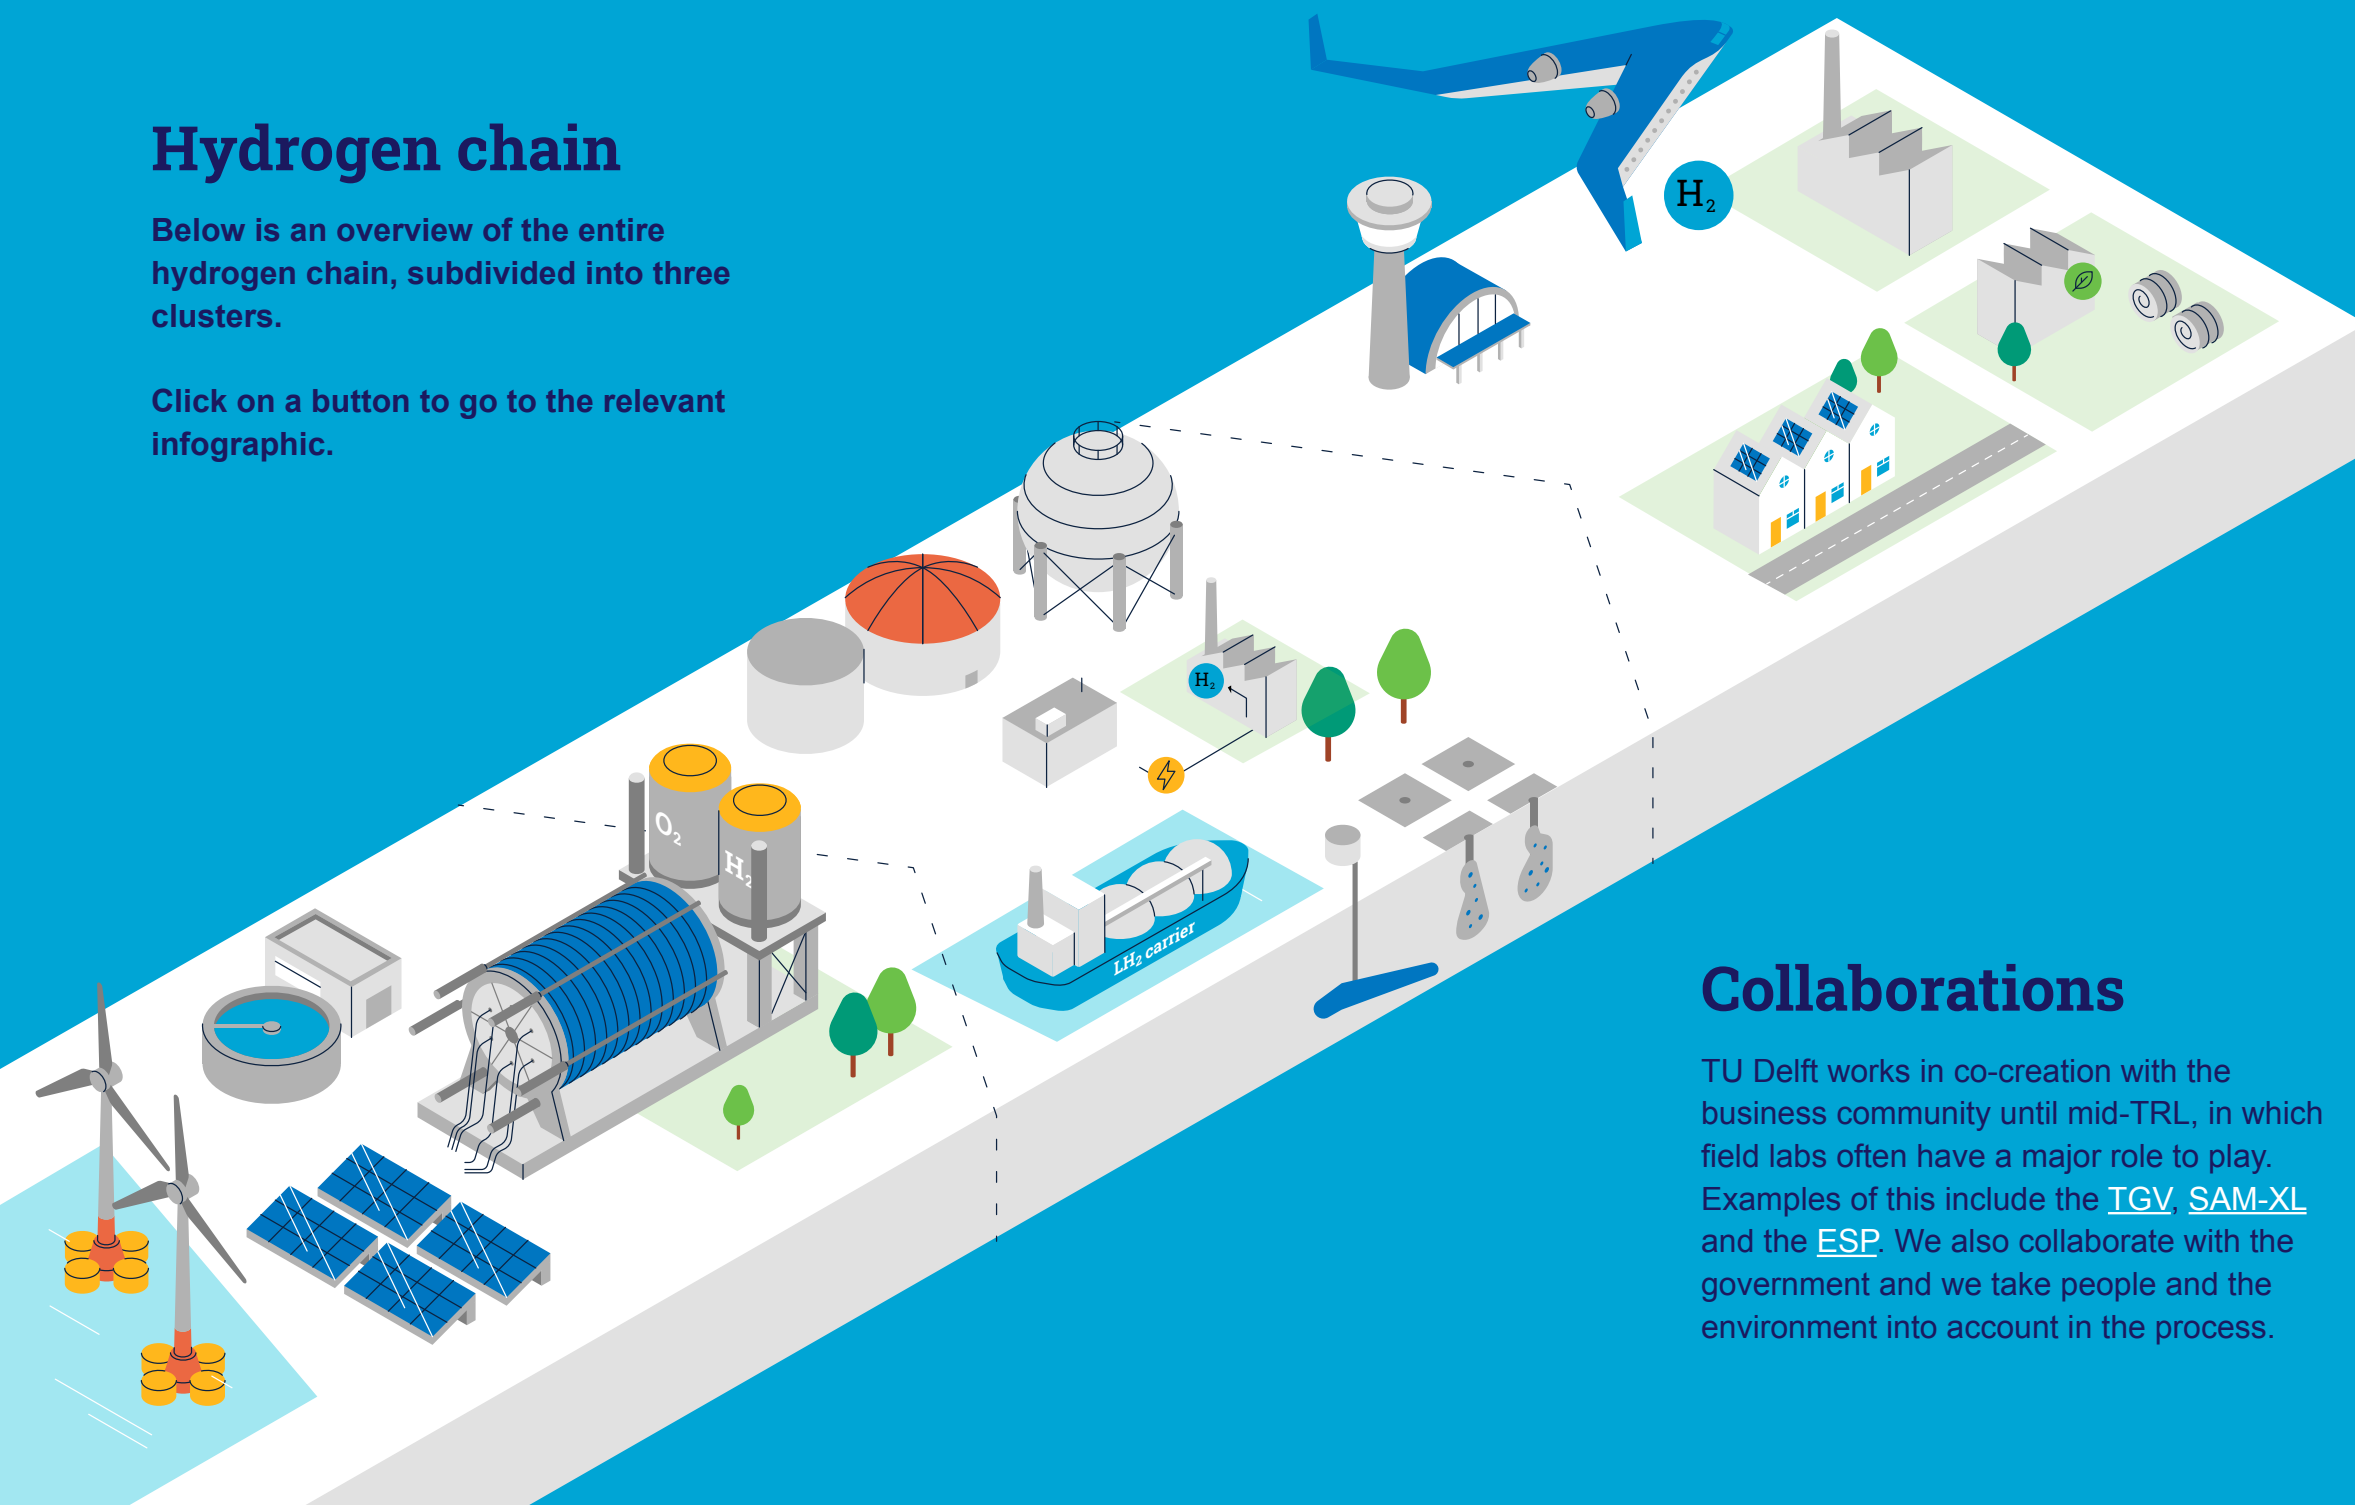 Hydrogen chain
Below is an overview of the entire
hydrogen chain, subdivided into three
clusters.
Click on a button to go to the relevant
infographic.
H2
H2
O2
H2
LH2 carrier
Collaborations
TU Delft works in co-creation with the
business community until mid-TRL, in which
field labs often have a major role to play.
Examples of this include the TGV, SAM-XL
and the ESP. We also collaborate with the
government and we take people and the
environment into account in the process.